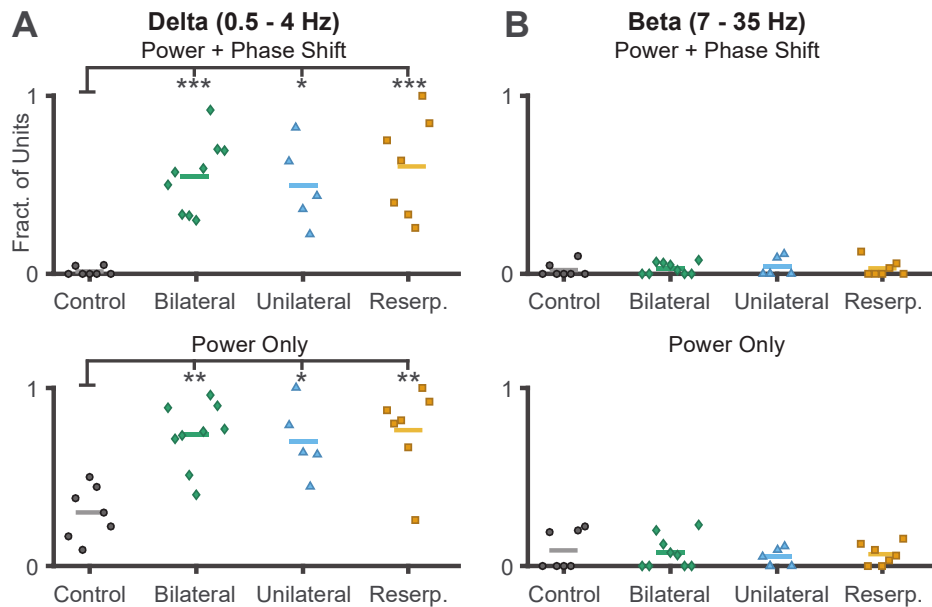 A
Delta (0.5 - 4 Hz)
Power + Phase Shift
*** * ***
Fract. of Units
1
0
Control Bilateral Unilateral Reserp.
Power Only
** * **
1
0
Control Bilateral Unilateral Reserp.
B
Beta (7 - 35 Hz)
Power + Phase Shift
1
0
Control Bilateral Unilateral Reserp.
Power Only
1
0
Control Bilateral Unilateral Reserp.